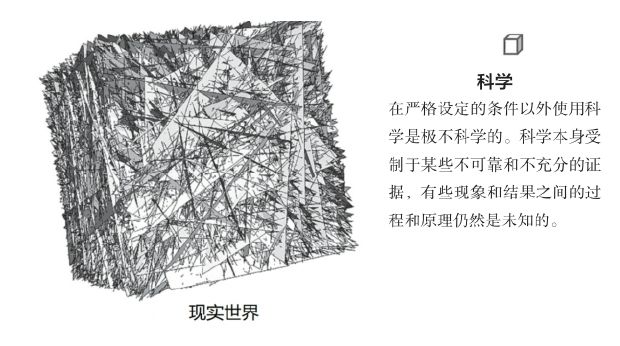 科学
在严格设定的条件以外使用科
学是极不科学的。科学本身受
制于某些不可靠和不充分的证
据，有些现象和结果之间的过
程和原理仍然是未知的。
现实世界